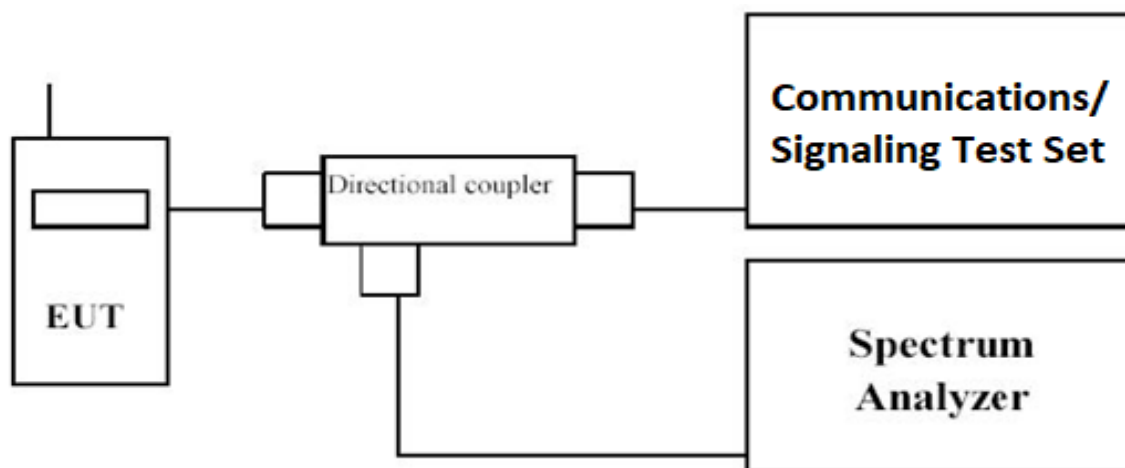 Communications/
Signaling Test Set
Directional coupler
EUT
Spectrum
Analyzer